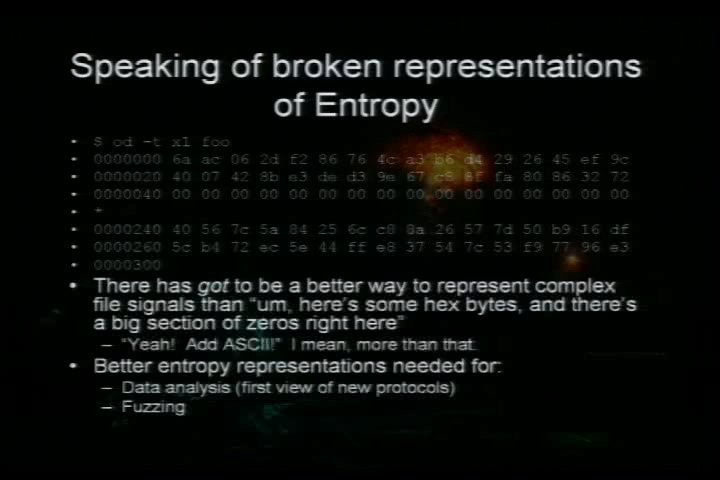 Speaking of broken representations
of Entropy
• $ od -t x1 foo
• 0000000 6a ac 06 2d f2 86 76 4c a3 b6 d4 29 26 45 ef 9c
• 0000020 40 07 42 8b e3 de d3 9e 67 c8 8f fa 80 86 32 72
• 0000040 00 00 00 00 00 00 00 00 00 00 00 00 00 00 00 00
• *
• 0000240 40 56 7c 5a 84 25 6c c8 8a 26 57 7d 50 b9 16 df
• 0000260 5c b4 72 ec 5e 44 ff e8 37 54 7c 53 f9 77 96 e3
• 0000300
• There has got to be a better way to represent complex
file signals than "um, here's some hex bytes, and there's
a big section of zeros right here"
– "Yeah! Add ASCII!" I mean, more than that.
• Better entropy representations needed for:
– Data analysis (first view of new protocols)
– Fuzzing